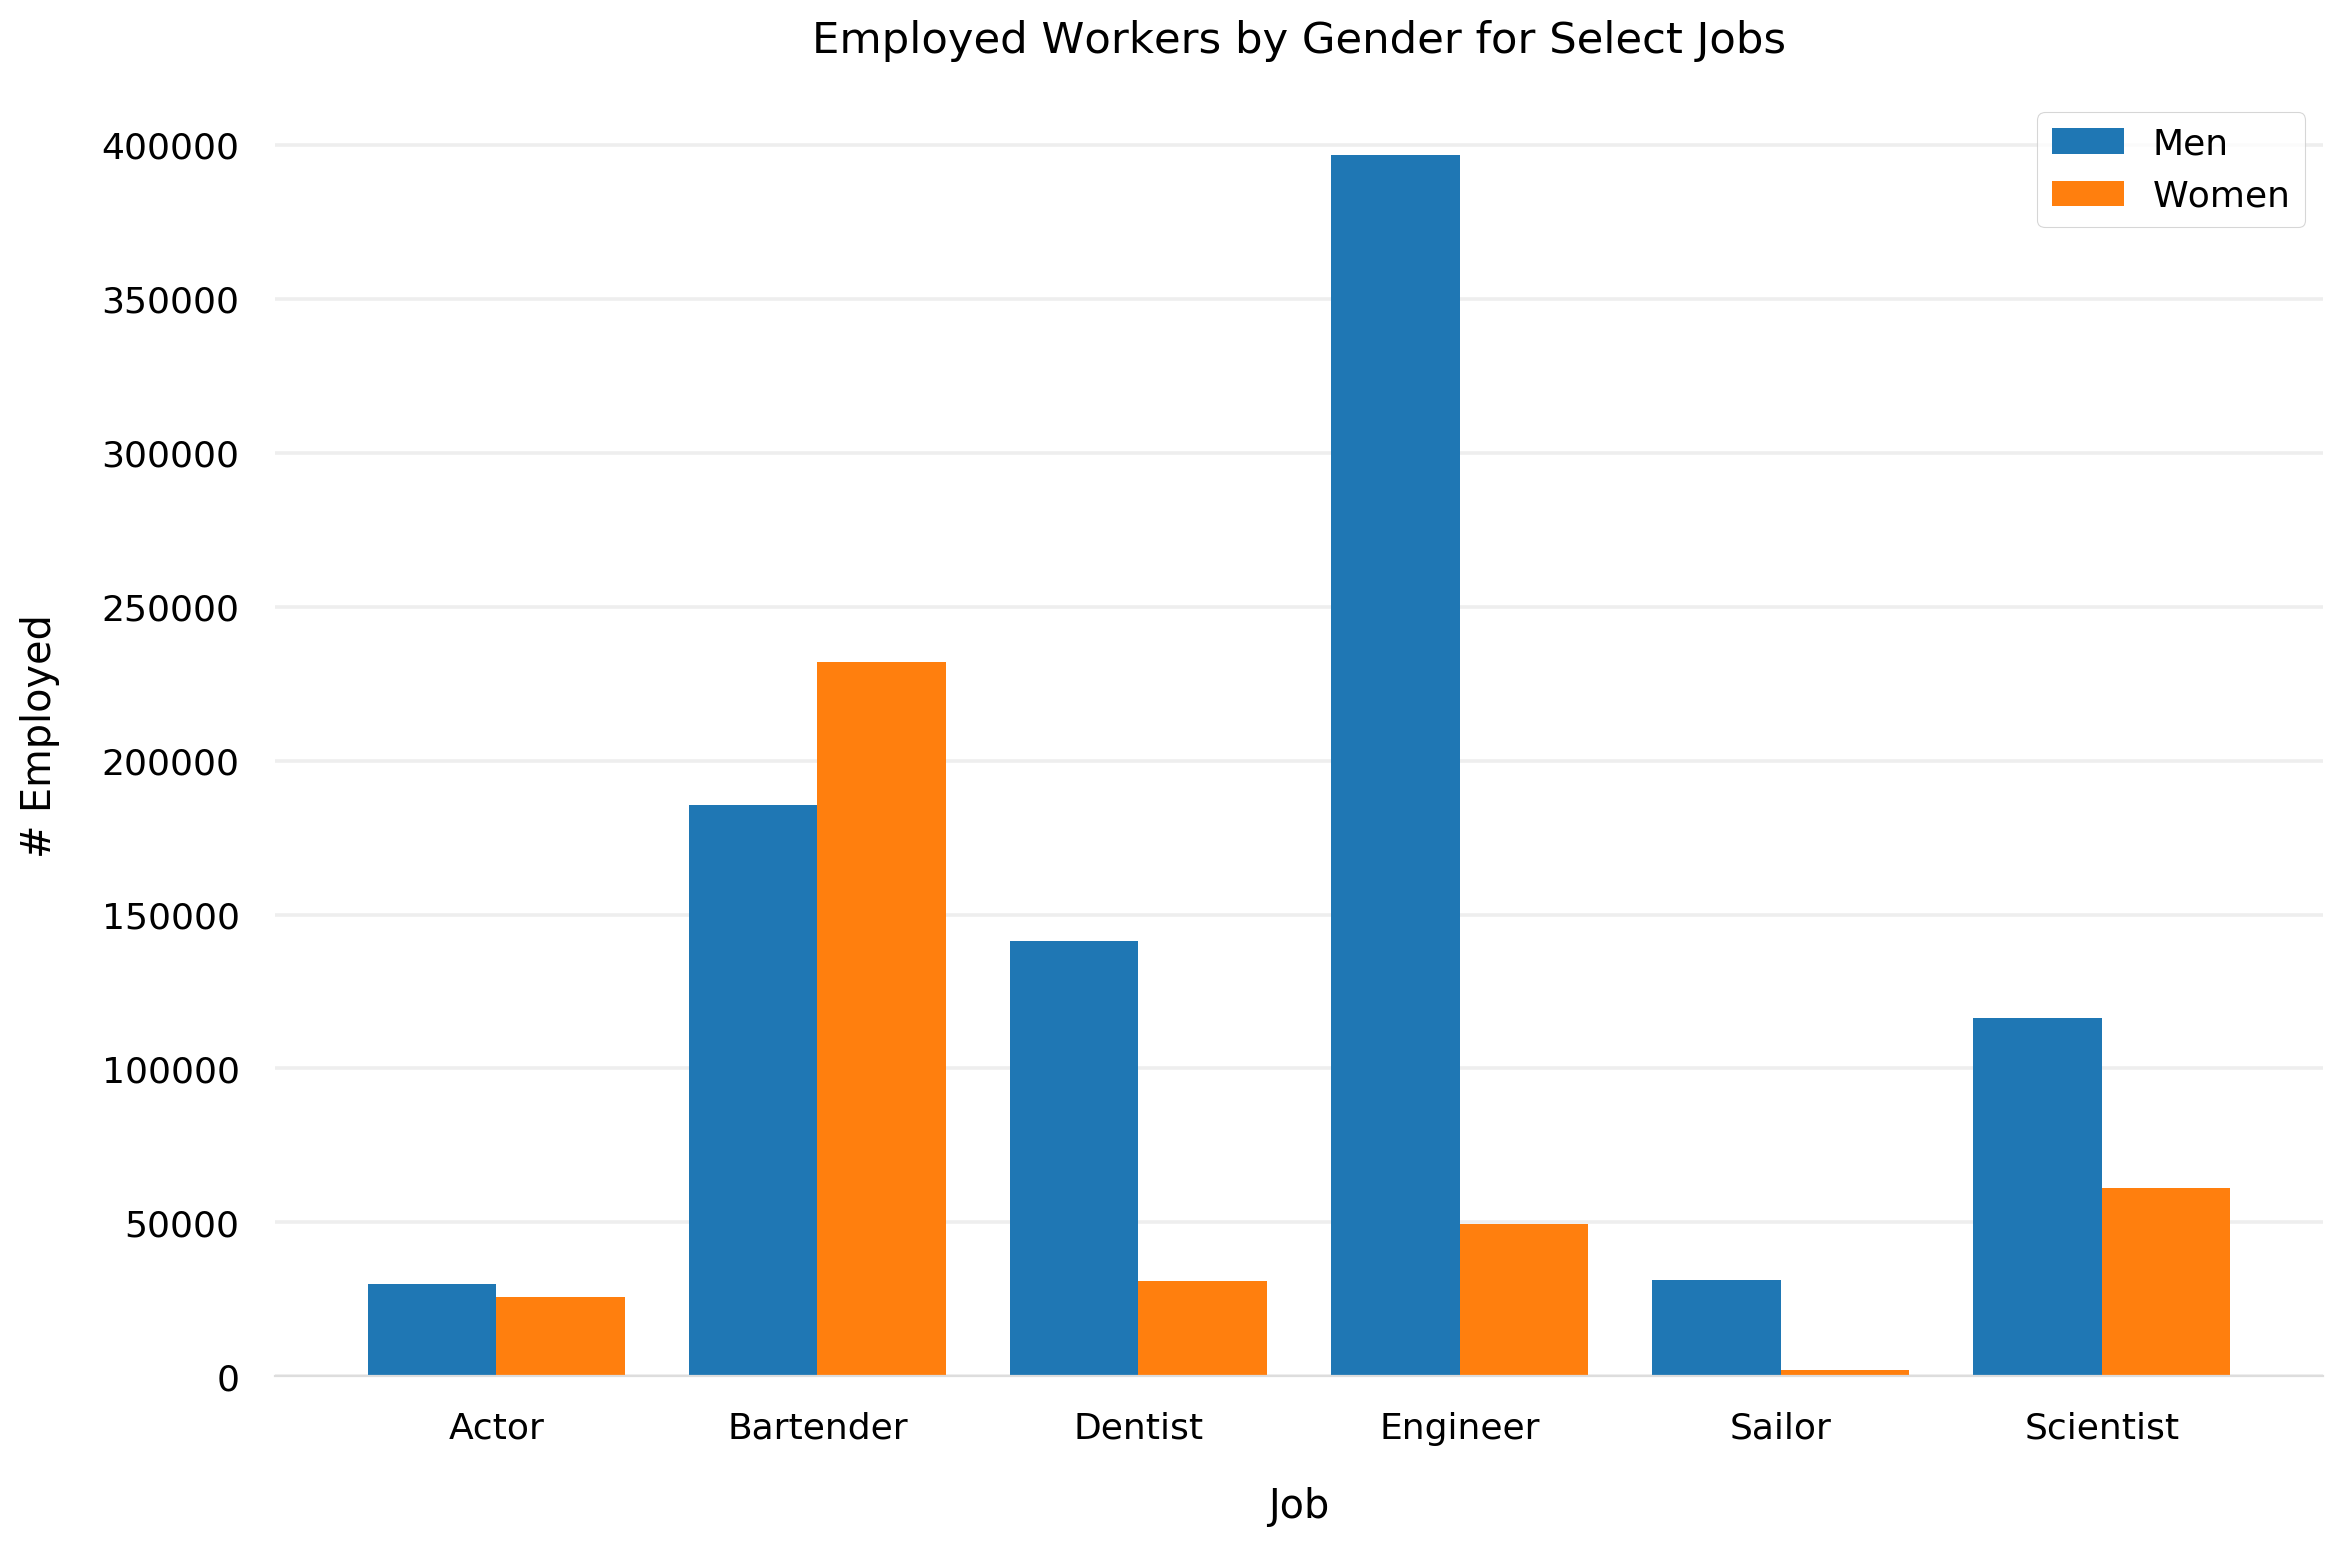 Employed Workers by Gender for Select Jobs
Men
Women
# Employed
400000
350000
300000
250000
200000
150000
100000
50000
0
Actor
Bartender
Dentist
Engineer
Sailor
Scientist
Job